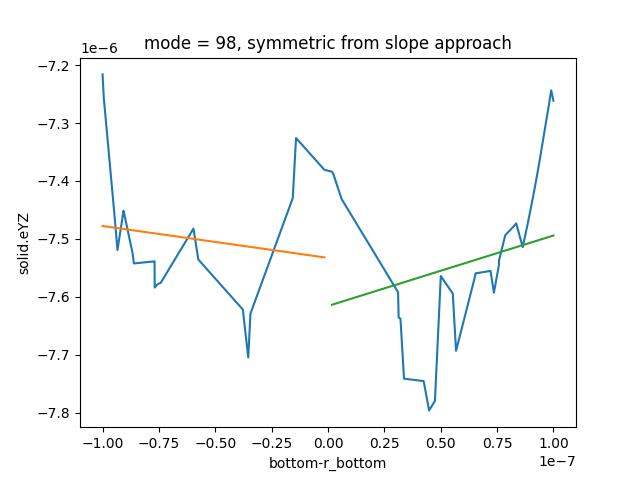 mode = 98, symmetric from slope approach
1e−6
−7.2
−7.3
−7.4
−7.5
−7.6
−7.7
−7.8
solid.eYZ
−1.00 −0.75 −0.50 −0.25 0.00 0.25 0.50 0.75 1.00
1e−7
bottom-r_bottom